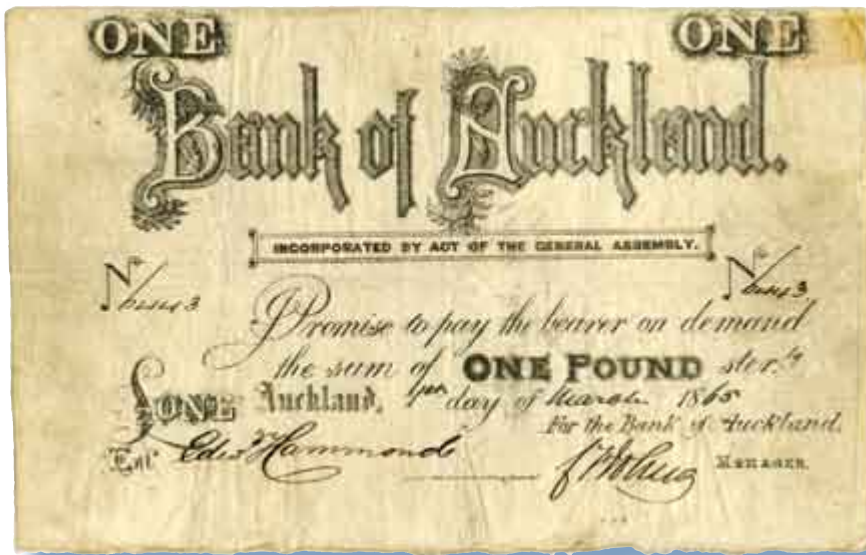 ONE ONE
Bank of Auckland.
INCORPORATED BY ACT OF THE GENERAL ASSEMBLY.
No No
Promise to pay the bearer on demand
the sum of ONE POUND ster.lg
£ONE Auckland, day of March 1865
For the Bank of Auckland.
Ent. Edwd Hammond MANAGER.